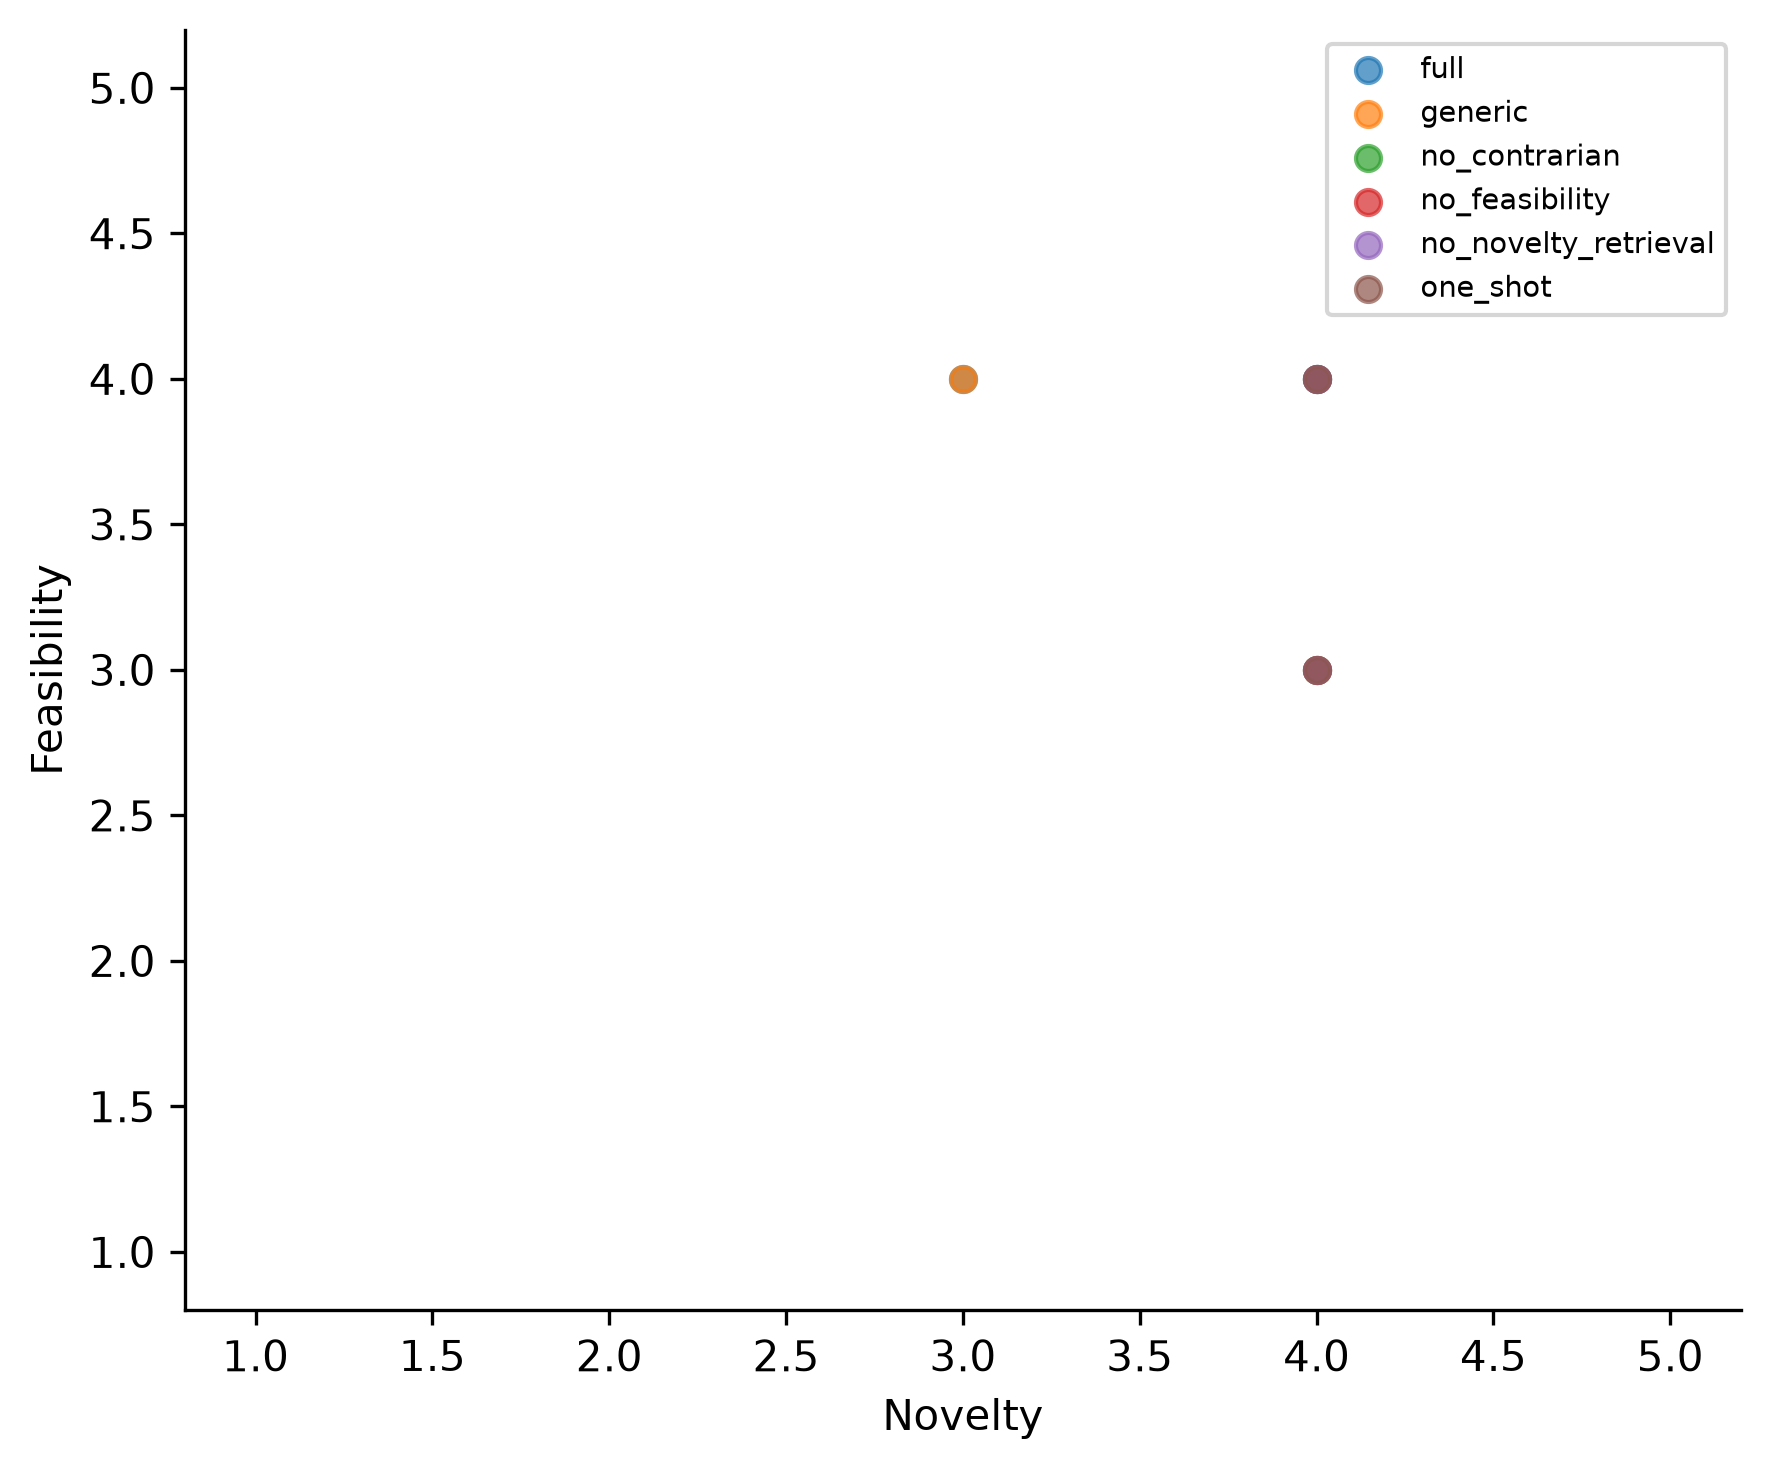 5.0
4.5
4.0
3.5
3.0
2.5
2.0
1.5
1.0
Feasibility
1.0 1.5 2.0 2.5 3.0 3.5 4.0 4.5 5.0
Novelty
full
generic
no_contrarian
no_feasibility
no_novelty_retrieval
one_shot